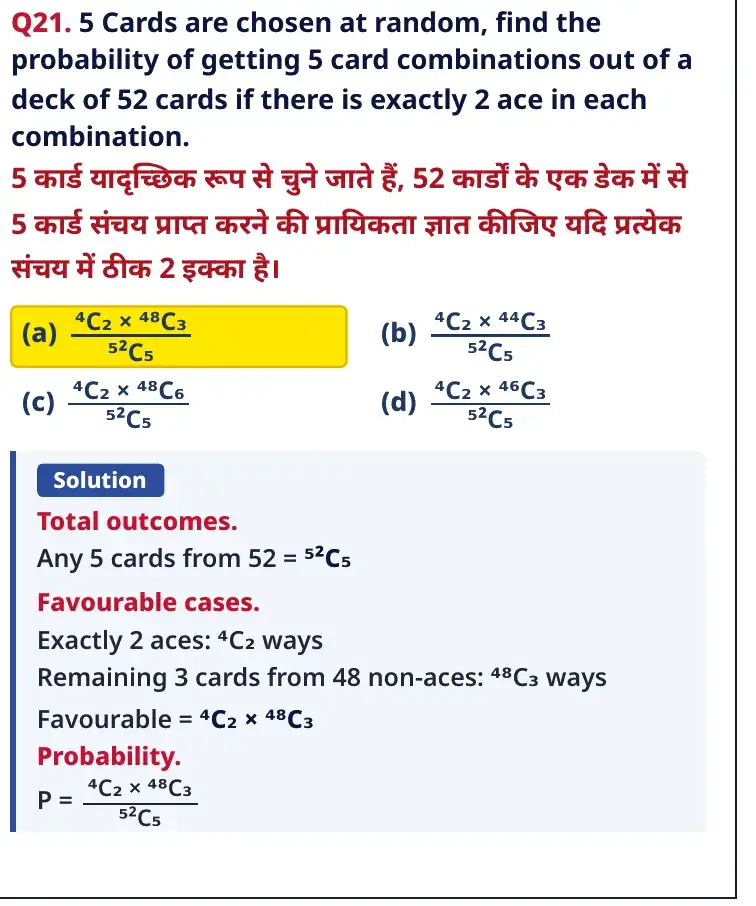 Q21. 5 Cards are chosen at random, find the
probability of getting 5 card combinations out of a
deck of 52 cards if there is exactly 2 ace in each
combination.
5 कार्ड यादृच्छिक रूप से चुने जाते हैं, 52 कार्डों के एक डेक में से
5 कार्ड संचय प्राप्त करने की प्रायिकता ज्ञात कीजिए यदि प्रत्येक
संचय में ठीक 2 इक्का है।
(a) ⁴C₂ × ⁴⁸C₃ / ⁵²C₅
(b) ⁴C₂ × ⁴⁴C₃ / ⁵²C₅
(c) ⁴C₂ × ⁴⁸C₆ / ⁵²C₅
(d) ⁴C₂ × ⁴⁶C₃ / ⁵²C₅
Solution
Total outcomes.
Any 5 cards from 52 = ⁵²C₅
Favourable cases.
Exactly 2 aces: ⁴C₂ ways
Remaining 3 cards from 48 non-aces: ⁴⁸C₃ ways
Favourable = ⁴C₂ × ⁴⁸C₃
Probability.
P = ⁴C₂ × ⁴⁸C₃ / ⁵²C₅